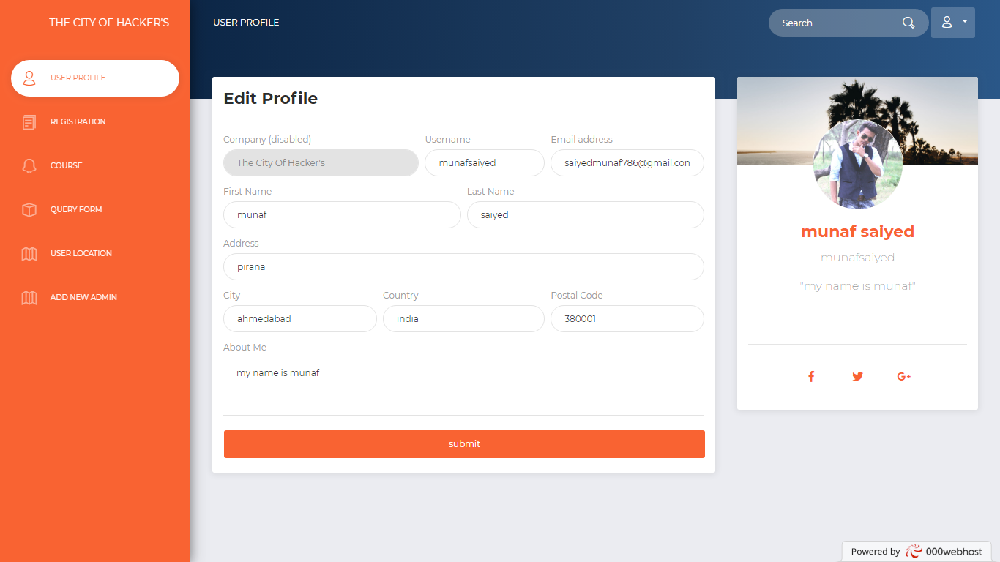 THE CITY OF HACKER'S
USER PROFILE
REGISTRATION
COURSE
QUERY FORM
USER LOCATION
ADD NEW ADMIN
USER PROFILE
Search...
Edit Profile
Company (disabled) Username Email address
The City Of Hacker's munafsaiyed saiyedmunaf786@gmail.com
First Name Last Name
munaf saiyed
Address
pirana
City Country Postal Code
ahmedabad india 380001
About Me
my name is munaf
submit
munaf saiyed
munafsaiyed
"my name is munaf"
G+
Powered by 000webhost